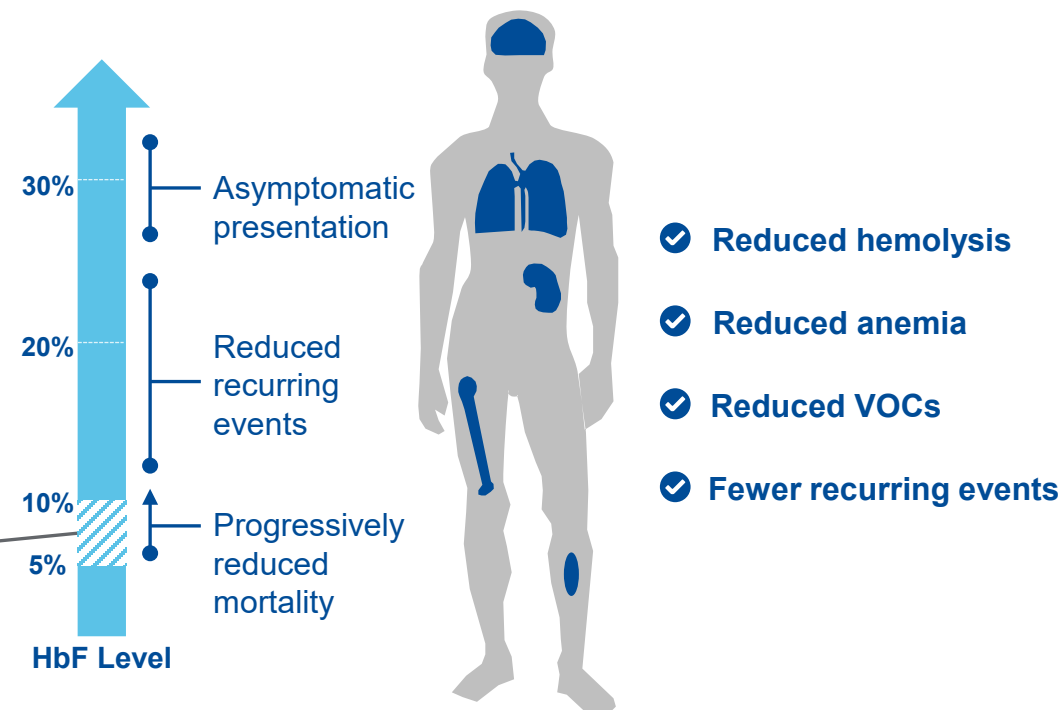 30%
Asymptomatic
presentation
20%
Reduced
recurring
events
10%
5%
Progressively
reduced
mortality
HbF Level
Reduced hemolysis
Reduced anemia
Reduced VOCs
Fewer recurring events